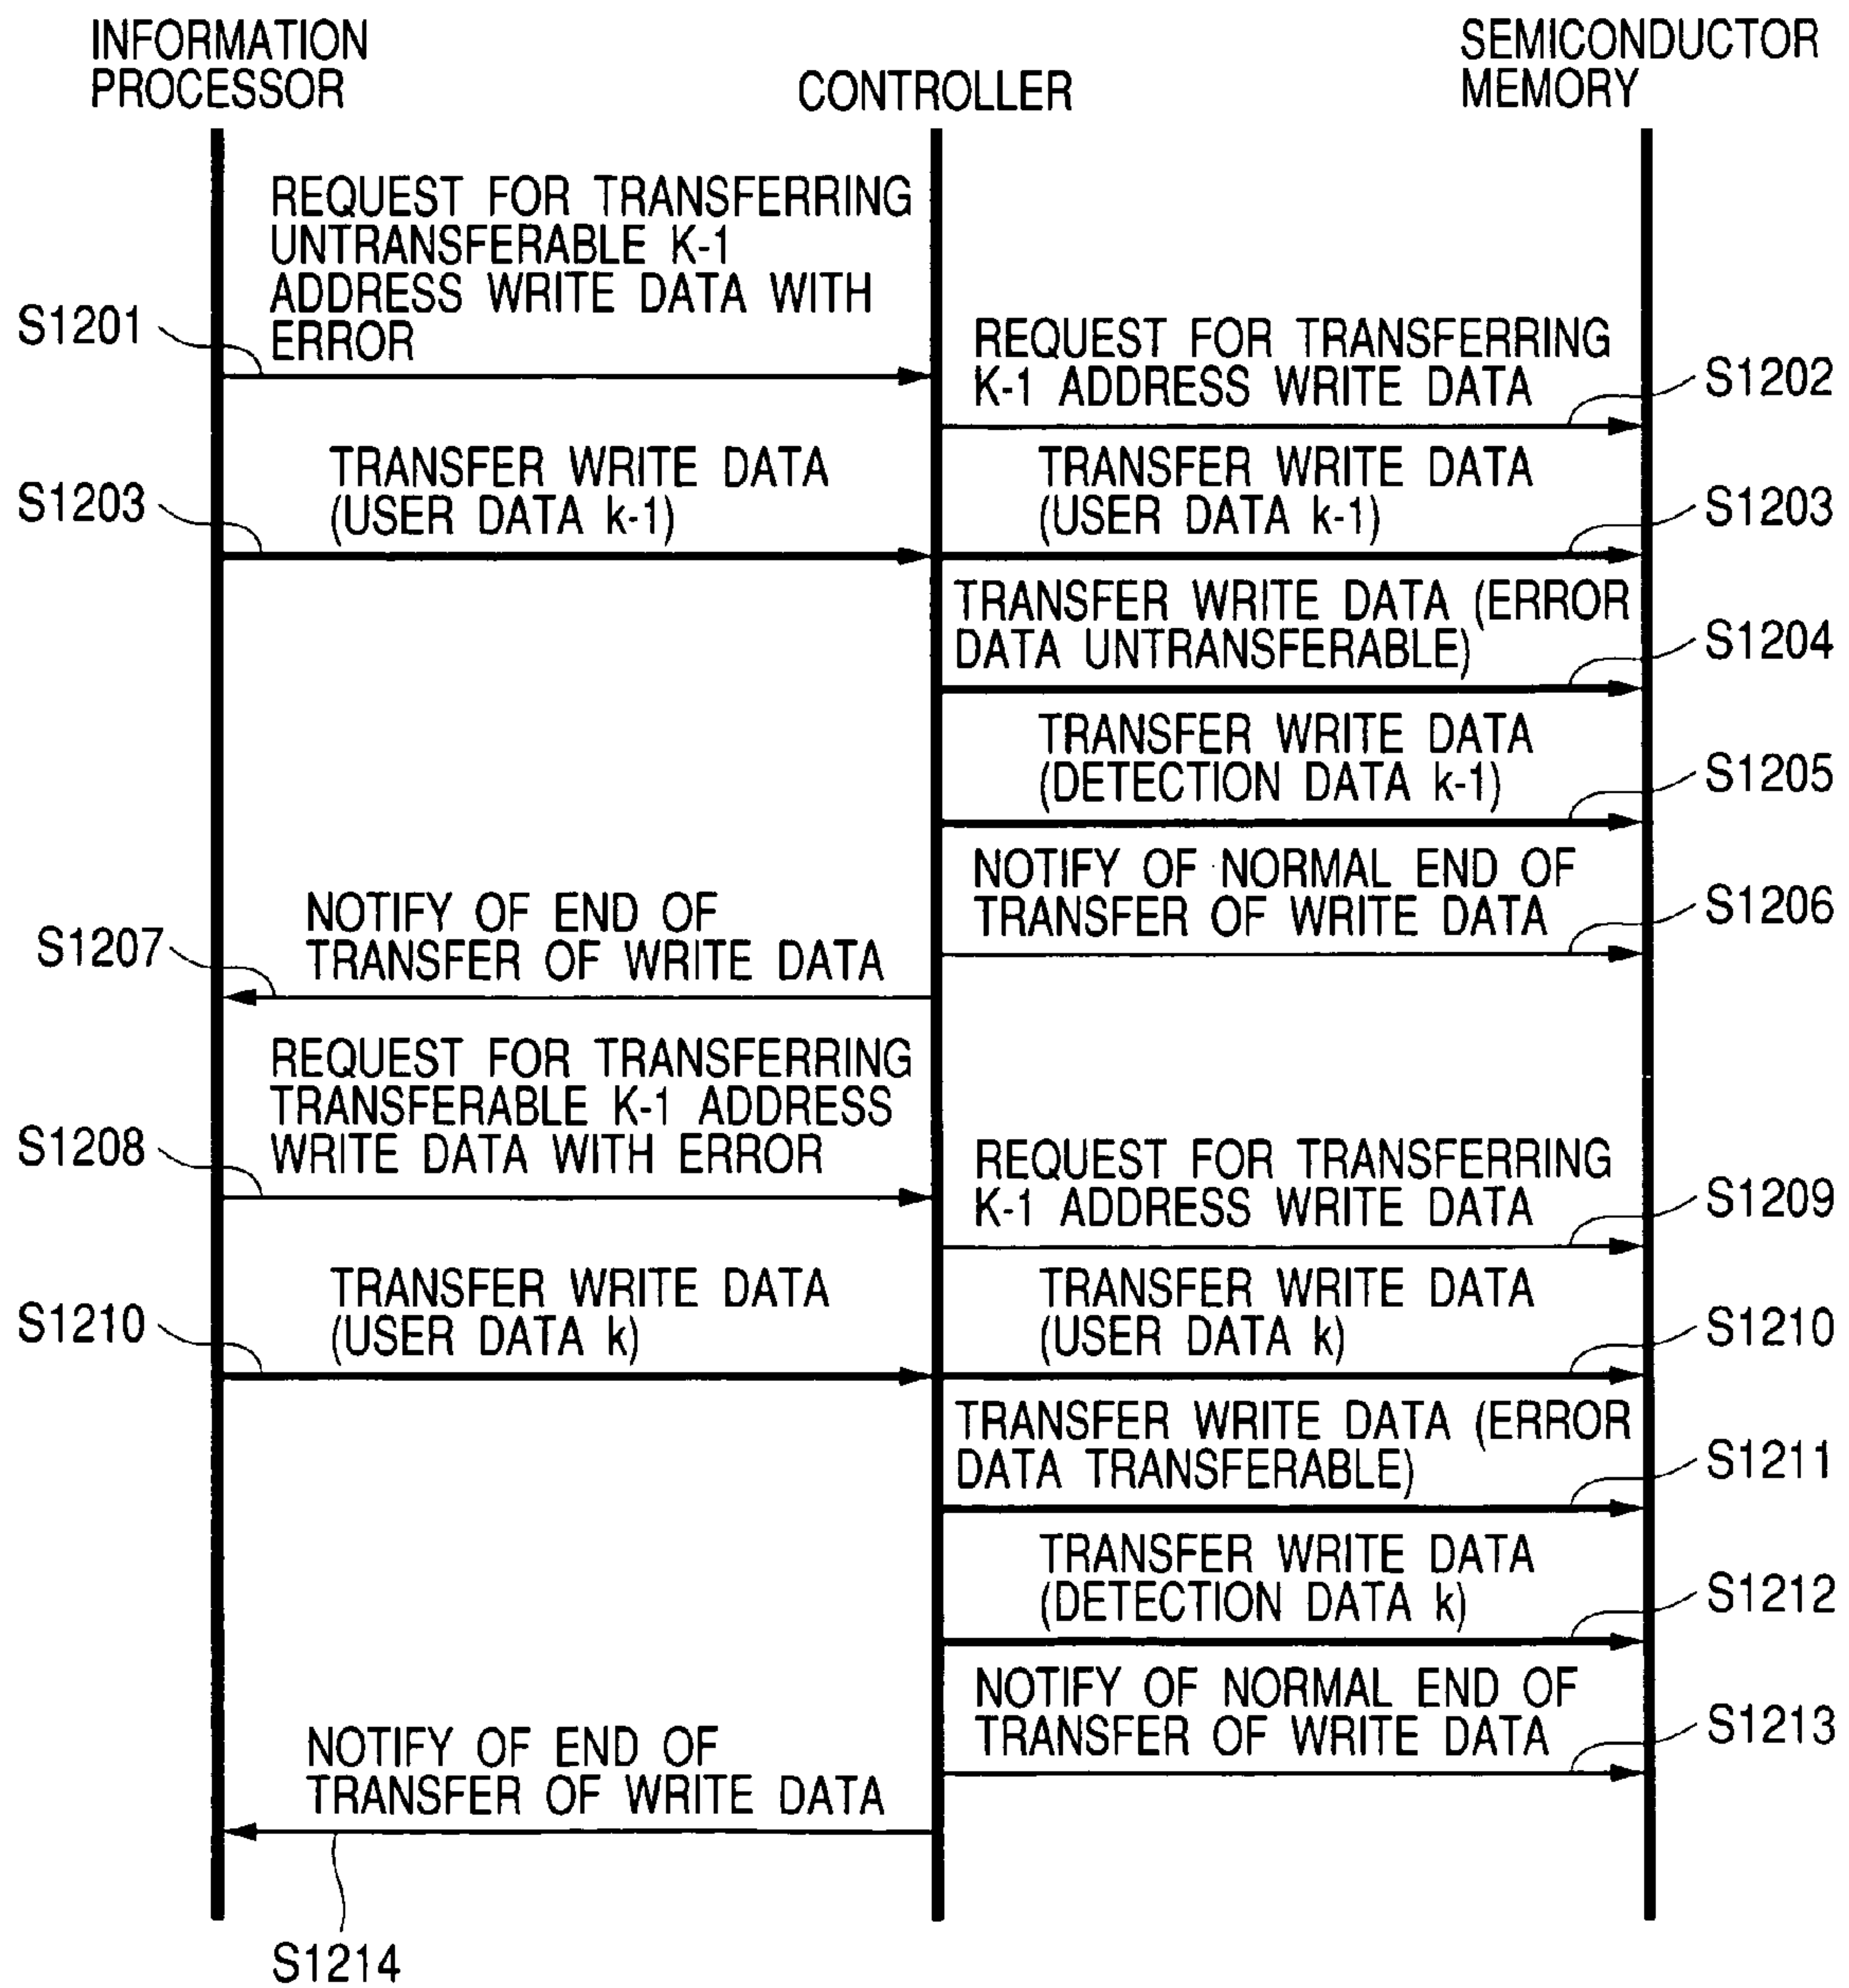 INFORMATION
PROCESSOR
CONTROLLER
SEMICONDUCTOR
MEMORY
REQUEST FOR TRANSFERRING
UNTRANSFERABLE K-1
ADDRESS WRITE DATA WITH
ERROR
S1201
REQUEST FOR TRANSFERRING
K-1 ADDRESS WRITE DATA
S1202
TRANSFER WRITE DATA
(USER DATA k-1)
S1203
TRANSFER WRITE DATA
(USER DATA k-1)
S1203
TRANSFER WRITE DATA (ERROR
DATA UNTRANSFERABLE)
S1204
TRANSFER WRITE DATA
(DETECTION DATA k-1)
S1205
NOTIFY OF NORMAL END OF
TRANSFER OF WRITE DATA
S1206
NOTIFY OF END OF
TRANSFER OF WRITE DATA
S1207
REQUEST FOR TRANSFERRING
TRANSFERABLE K-1 ADDRESS
WRITE DATA WITH ERROR
S1208
REQUEST FOR TRANSFERRING
K-1 ADDRESS WRITE DATA
S1209
TRANSFER WRITE DATA
(USER DATA k)
S1210
TRANSFER WRITE DATA
(USER DATA k)
S1210
TRANSFER WRITE DATA (ERROR
DATA TRANSFERABLE)
S1211
TRANSFER WRITE DATA
(DETECTION DATA k)
S1212
NOTIFY OF NORMAL END OF
TRANSFER OF WRITE DATA
S1213
NOTIFY OF END OF
TRANSFER OF WRITE DATA
S1214